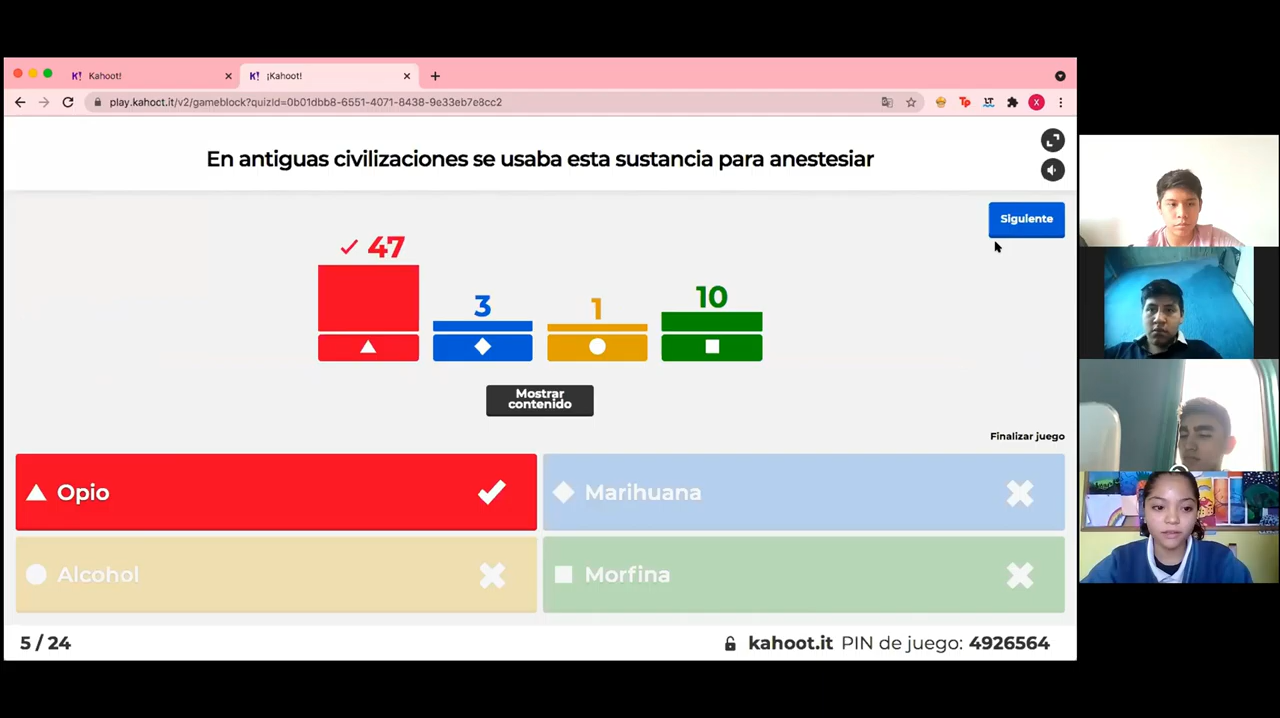 Kahoot!
¡Kahoot!
play.kahoot.it/v2/gameblock?quizId=0b01dbb8-6551-4071-8438-9e33eb7e8cc2
En antiguas civilizaciones se usaba esta sustancia para anestesiar
Siguiente
47
3
1
10
Mostrar
contenido
Finalizar juego
Opio
Marihuana
Alcohol
Morfina
5 / 24
kahoot.it PIN de juego: 4926564